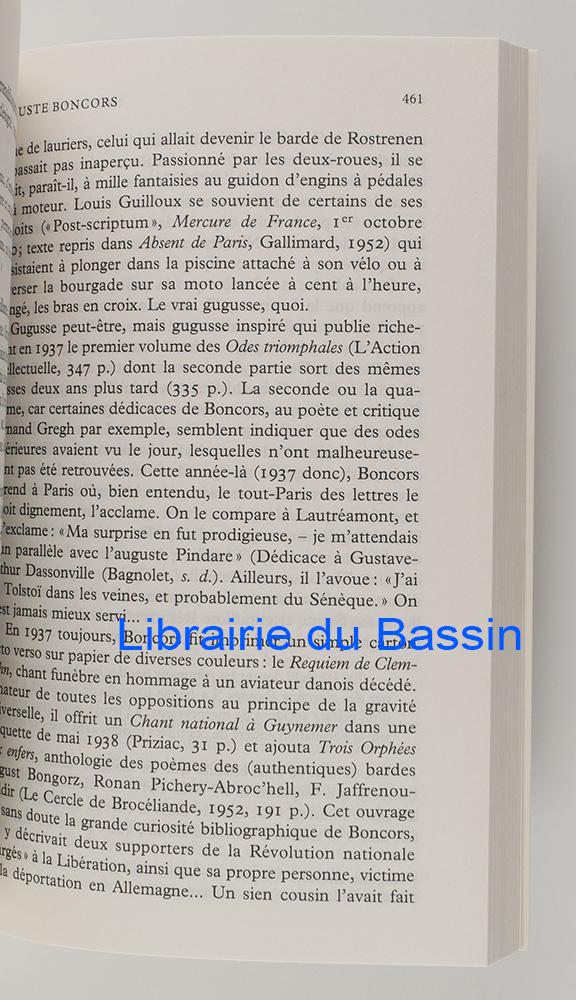 USTE BONCORS 461
de lauriers, celui qui allait devenir le barde de Rostrenen
passait pas inaperçu. Passionné par les deux-roues, il se
it, paraît-il, à mille fantaisies au guidon d'engins à pédales
à moteur. Louis Guilloux se souvient de certains de ses
oits (« Post-scriptum », Mercure de France, 1er octobre
; texte repris dans Absent de Paris, Gallimard, 1952) qui
sistaient à plonger dans la piscine attaché à son vélo ou à
erser la bourgade sur sa moto lancée à cent à l'heure,
ngé, les bras en croix. Le vrai gugusse, quoi.
Gugusse peut-être, mais gugusse inspiré qui publie riche-
nt en 1937 le premier volume des Odes triomphales (L'Action
ellectuelle, 347 p.) dont la seconde partie sort des mêmes
sses deux ans plus tard (335 p.). La seconde ou la qua-
me, car certaines dédicaces de Boncors, au poète et critique
nand Gregh par exemple, semblent indiquer que des odes
érieures avaient vu le jour, lesquelles n'ont malheureuse-
nt pas été retrouvées. Cette année-là (1937 donc), Boncors
rend à Paris où, bien entendu, le tout-Paris des lettres le
oit dignement, l'acclame. On le compare à Lautréamont, et
'exclame : « Ma surprise en fut prodigieuse, – je m'attendais
un parallèle avec l'auguste Pindare » (Dédicace à Gustave-
thur Dassonville (Bagnolet, s. d.). Ailleurs, il l'avoue : « J'ai
Tolstoï dans les veines, et probablement du Sénèque. » On
est jamais mieux servi...
Librairie du Bassin
En 1937 toujours, Boncors fit imprimer un simple carton
cto verso sur papier de diverses couleurs : le Requiem de Clem-
hn, chant funèbre en hommage à un aviateur danois décédé.
nateur de toutes les oppositions au principe de la gravité
iverselle, il offrit un Chant national à Guynemer dans une
quette de mai 1938 (Priziac, 31 p.) et ajouta Trois Orphées
x enfers, anthologie des poèmes des (authentiques) bardes
gust Bongorz, Ronan Pichery-Abroc'hell, F. Jaffrenou-
ldir (Le Cercle de Brocéliande, 1952, 191 p.). Cet ouvrage
sans doute la grande curiosité bibliographique de Boncors,
y décrivait deux supporters de la Révolution nationale
rgés » à la Libération, ainsi que sa propre personne, victime
la déportation en Allemagne... Un sien cousin l'avait fait